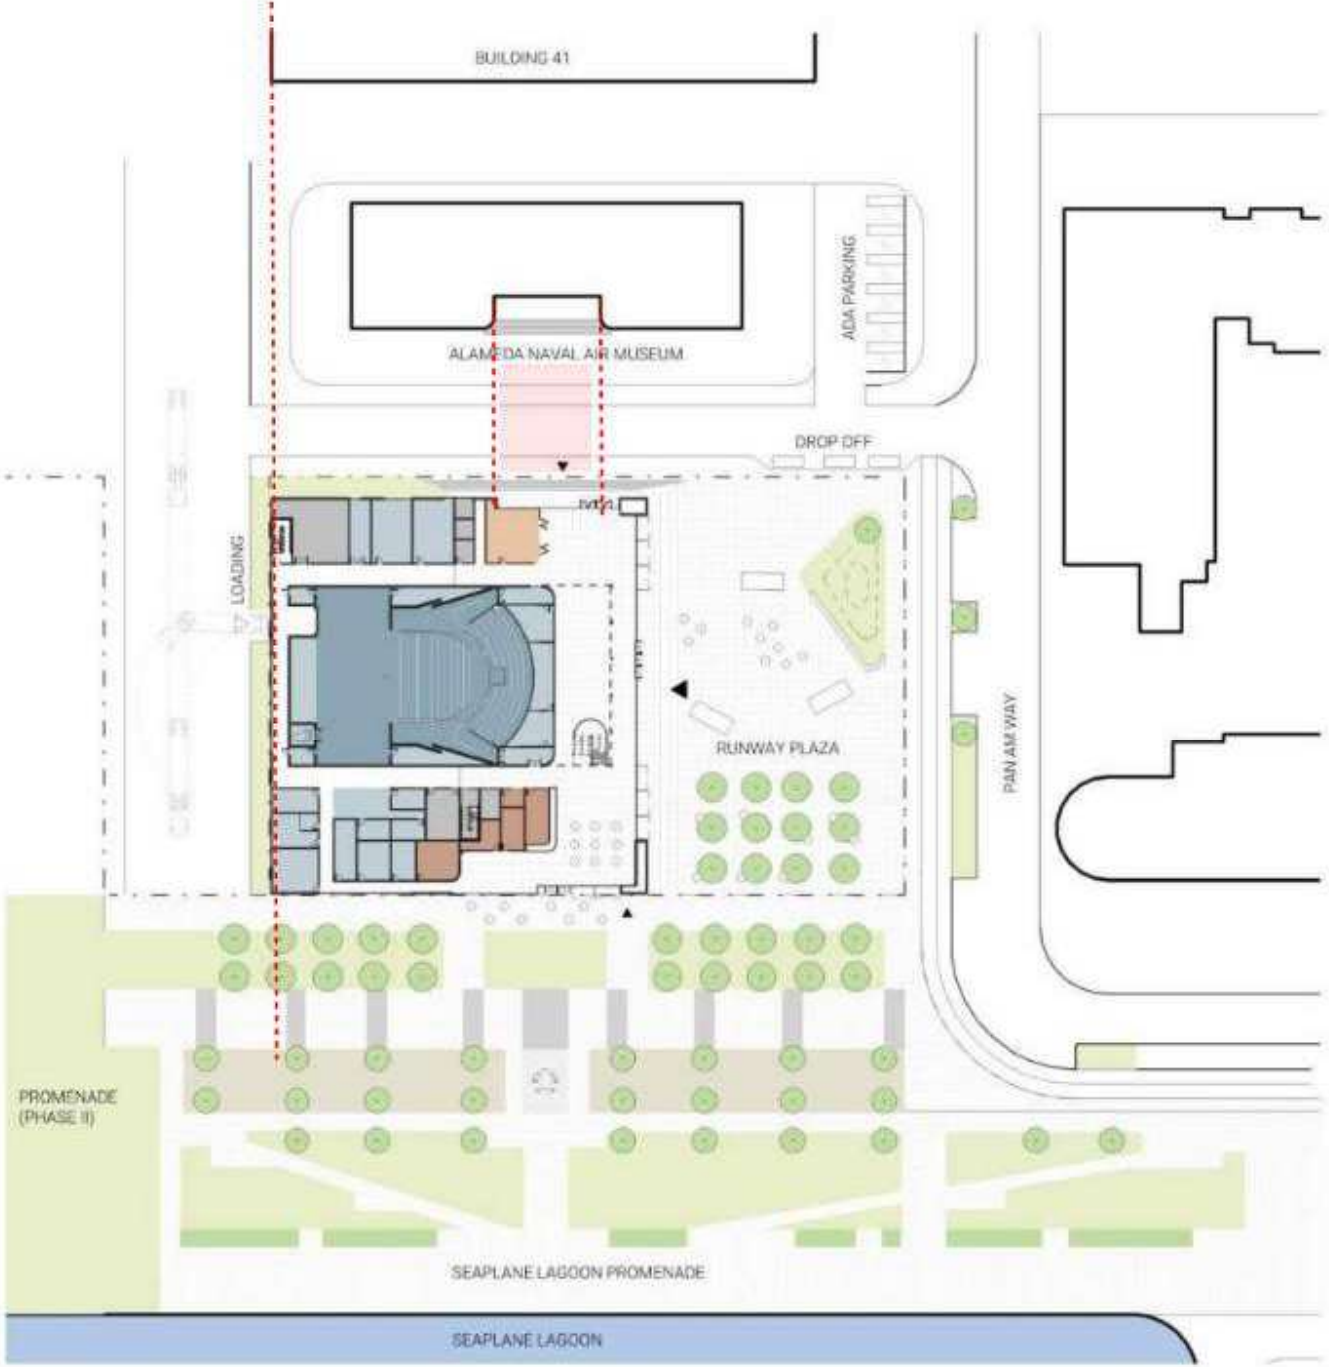 BUILDING 41
ADA PARKING
ALAMEDA NAVAL AIR MUSEUM
DROP OFF
LOADING
PAN AM WAY
RUNWAY PLAZA
PROMENADE
(PHASE II)
SEAPLANE LAGOON PROMENADE
SEAPLANE LAGOON